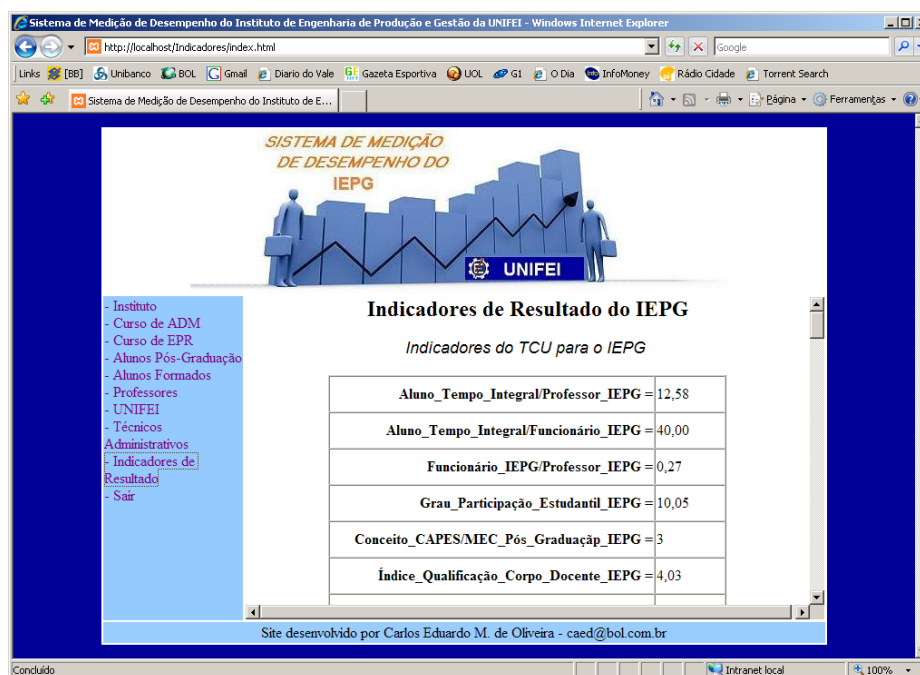 Sistema de Medição de Desempenho do Instituto de Engenharia de Produção e Gestão da UNIFEI - Windows Internet Explorer
http://localhost/Indicadores/index.html
Google
Links [BB] Unibanco BOL Gmail Diario do Vale Gazeta Esportiva UOL G1 O Dia InfoMoney Rádio Cidade Torrent Search
Sistema de Medição de Desempenho do Instituto de E... Página Ferramentas
SISTEMA DE MEDIÇÃO
DE DESEMPENHO DO
IEPG
UNIFEI
- Instituto
- Curso de ADM
- Curso de EPR
- Alunos Pós-Graduação
- Alunos Formados
- Professores
- UNIFEI
- Técnicos
Administrativos
- Indicadores de
Resultado
- Sair
Indicadores de Resultado do IEPG
Indicadores do TCU para o IEPG
Aluno_Tempo_Integral/Professor_IEPG = 12,58
Aluno_Tempo_Integral/Funcionário_IEPG = 40,00
Funcionário_IEPG/Professor_IEPG = 0,27
Grau_Participação_Estudantil_IEPG = 10,05
Conceito_CAPES/MEC_Pós_Graduaçãp_IEPG = 3
Índice_Qualificação_Corpo_Docente_IEPG = 4,03
Site desenvolvido por Carlos Eduardo M. de Oliveira - caed@bol.com.br
Concluído Intranet local 100%